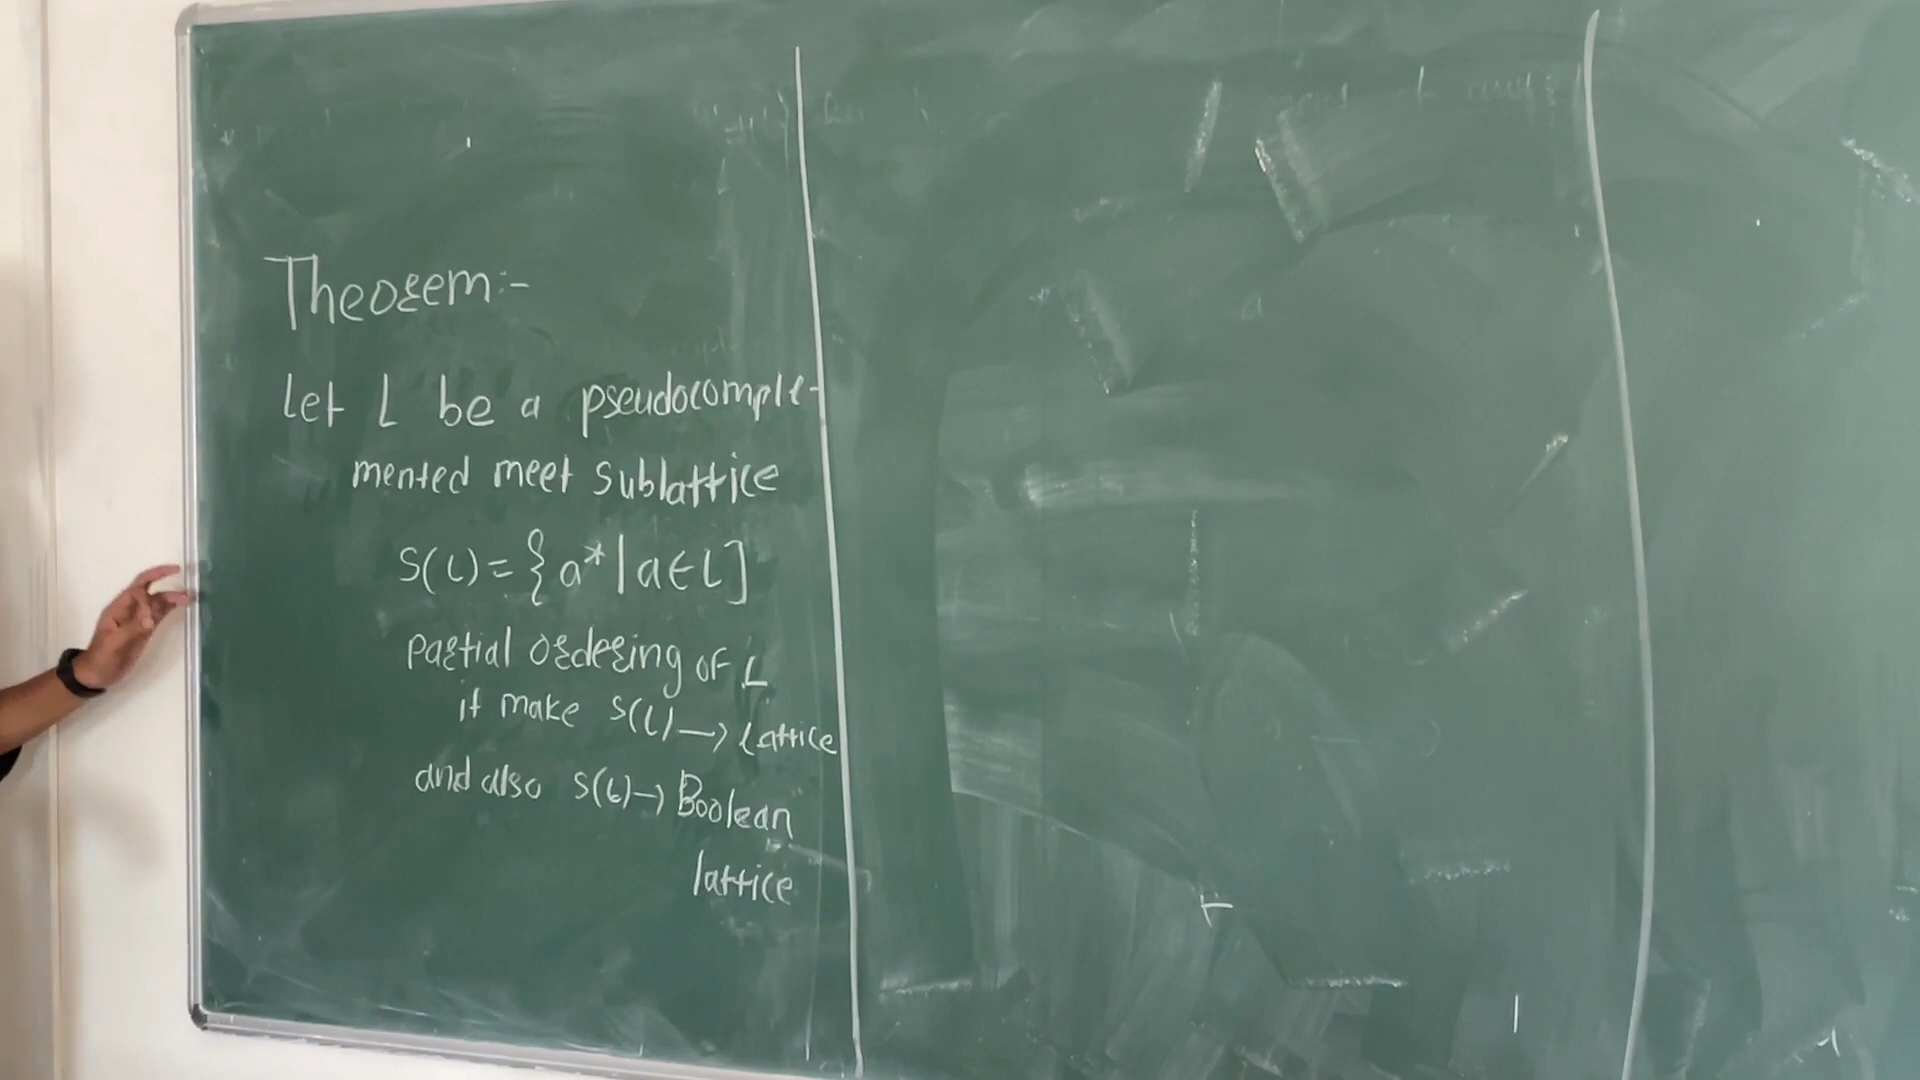 Theorem:-
Let L be a pseudocomple-
mented meet sublattice
S(L) = { a* | a ∈ L ]
partial ordering of L
it make S(L) → lattice
and also S(L) → Boolean
lattice